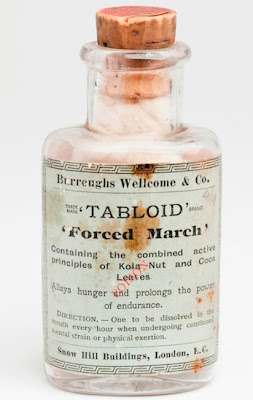 Burroughs Wellcome & Co.
TRADE MARK 'TABLOID' BRAND
'Forced March'
Containing the combined active
principles of Kola Nut and Coca
Leaves
Allays hunger and prolongs the power
of endurance.
POISON
DIRECTION. — One to be dissolved in the
mouth every hour when undergoing continued
mental strain or physical exertion.
Snow Hill Buildings, London, E.C.